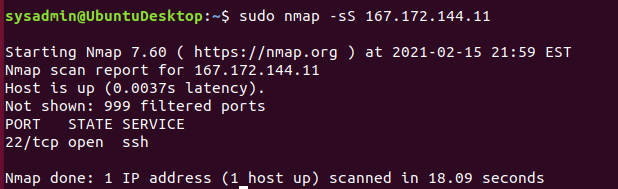 sysadmin@UbuntuDesktop:~$ sudo nmap -sS 167.172.144.11
Starting Nmap 7.60 ( https://nmap.org ) at 2021-02-15 21:59 EST
Nmap scan report for 167.172.144.11
Host is up (0.0037s latency).
Not shown: 999 filtered ports
PORT   STATE SERVICE
22/tcp open  ssh
Nmap done: 1 IP address (1 host up) scanned in 18.09 seconds